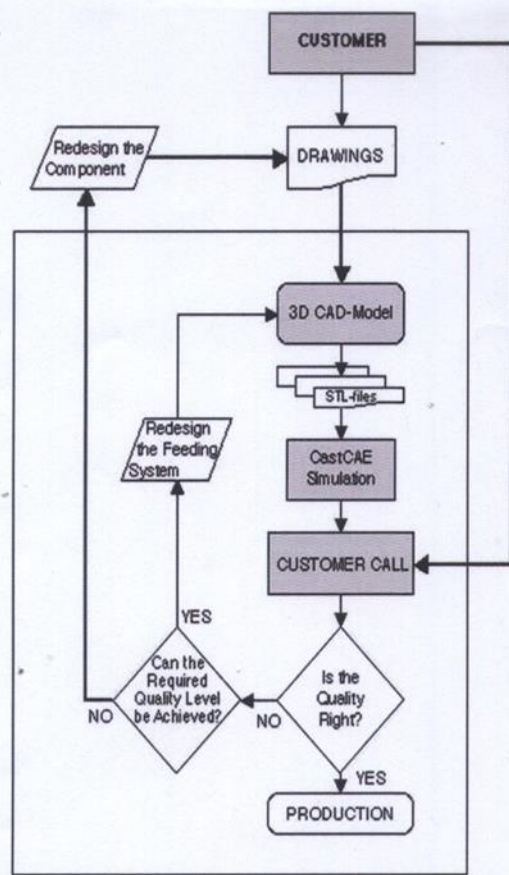 CUSTOMER
Redesign the
Component
DRAWINGS
3D CAD-Model
STL-files
Redesign
the Feeding
System
CastCAE
Simulation
CUSTOMER CALL
YES
Can the
Required
Quality Level
be Achieved?
Is the
Quality
Right?
NO
NO
YES
PRODUCTION